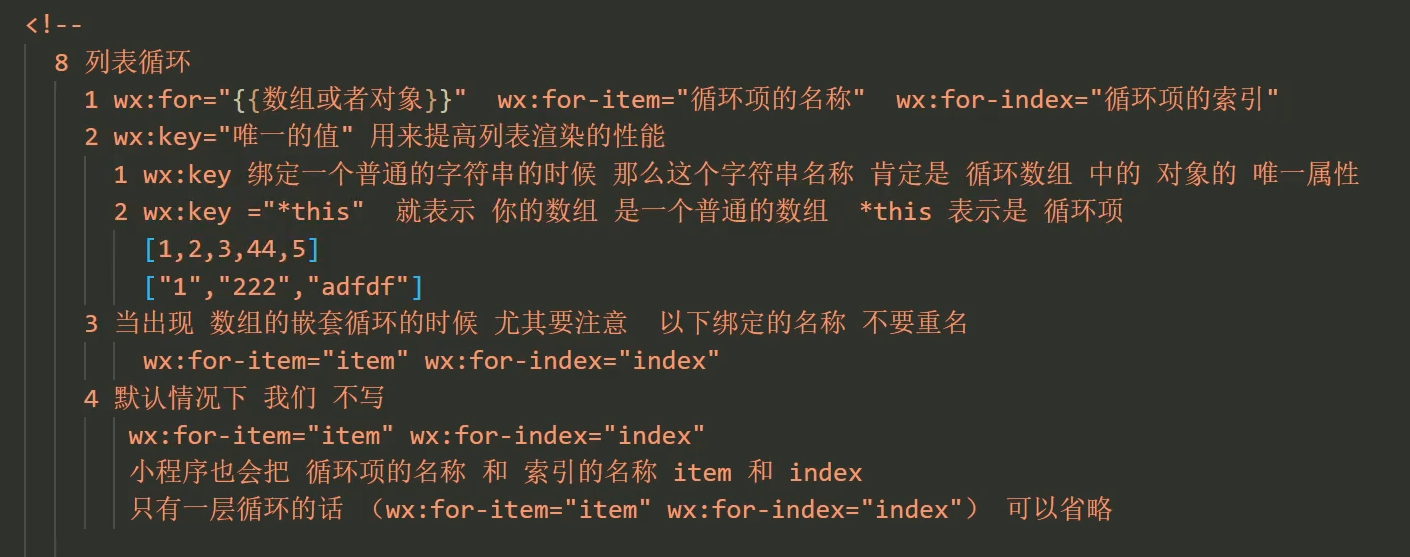 <!--
8 列表循环
1 wx:for="{{数组或者对象}}"  wx:for-item="循环项的名称"  wx:for-index="循环项的索引"
2 wx:key="唯一的值" 用来提高列表渲染的性能
1 wx:key 绑定一个普通的字符串的时候 那么这个字符串名称 肯定是 循环数组 中的 对象的 唯一属性
2 wx:key ="*this"  就表示 你的数组 是一个普通的数组  *this 表示是 循环项
[1,2,3,44,5]
["1","222","adfdf"]
3 当出现 数组的嵌套循环的时候 尤其要注意  以下绑定的名称 不要重名
wx:for-item="item" wx:for-index="index"
4 默认情况下 我们 不写
wx:for-item="item" wx:for-index="index"
小程序也会把 循环项的名称 和 索引的名称 item 和 index
只有一层循环的话 （wx:for-item="item" wx:for-index="index"） 可以省略